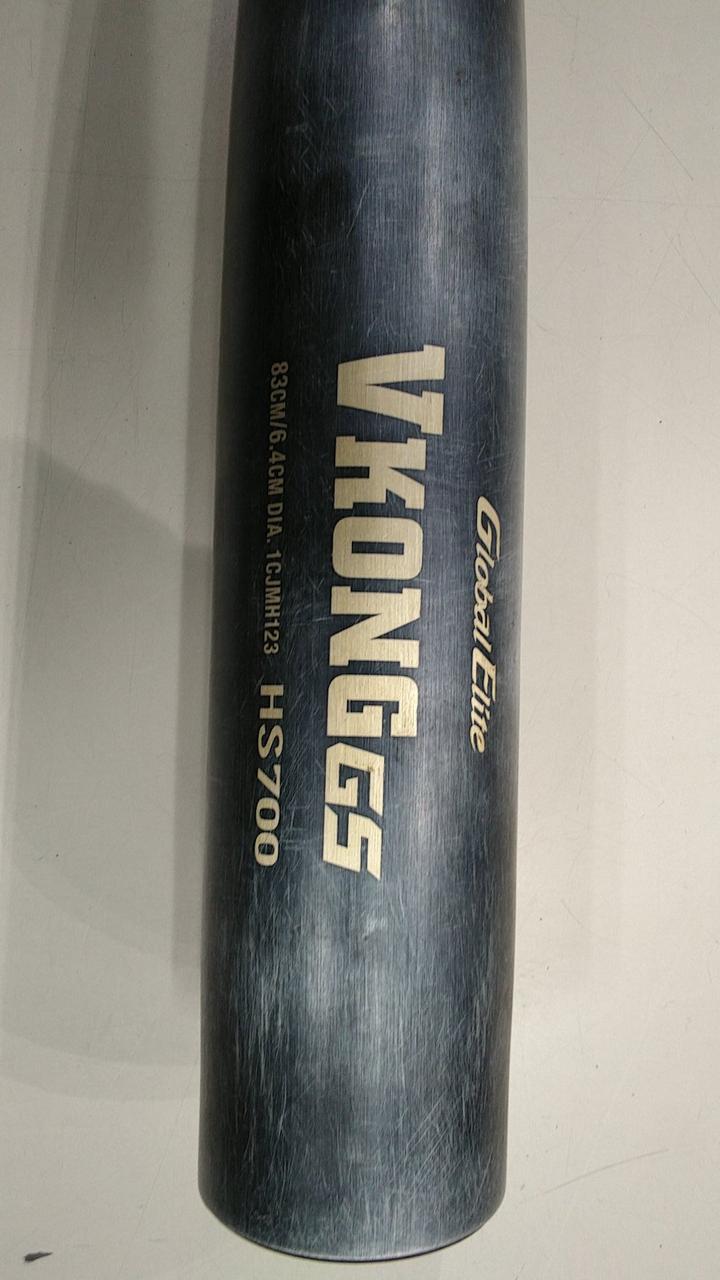 Global Elite
VKONG GS
83CM/6.4CM DIA. 1CJMH123 HS700